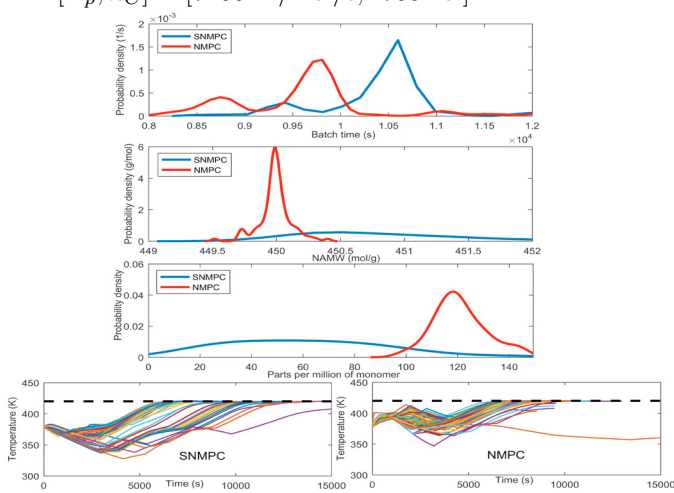 ×10⁻³
2
1.5
1
0.5
0
Probability density (1/s)
SNMPC
NMPC
0.8 0.85 0.9 0.95 1 1.05 1.1 1.15 1.2
Batch time (s)
×10⁴
6
4
2
0
Probability density (g/mol)
SNMPC
NMPC
449 449.5 450 450.5 451 451.5 452
NAMW (mol/g)
0.06
0.04
0.02
0
Probability density
SNMPC
NMPC
0 20 40 60 80 100 120 140
Parts per million of monomer
450
400
350
300
Temperature (K)
SNMPC
0 5000 10000 15000
Time (s)
450
400
350
300
Temperature (K)
NMPC
0 5000 10000 15000
Time (s)